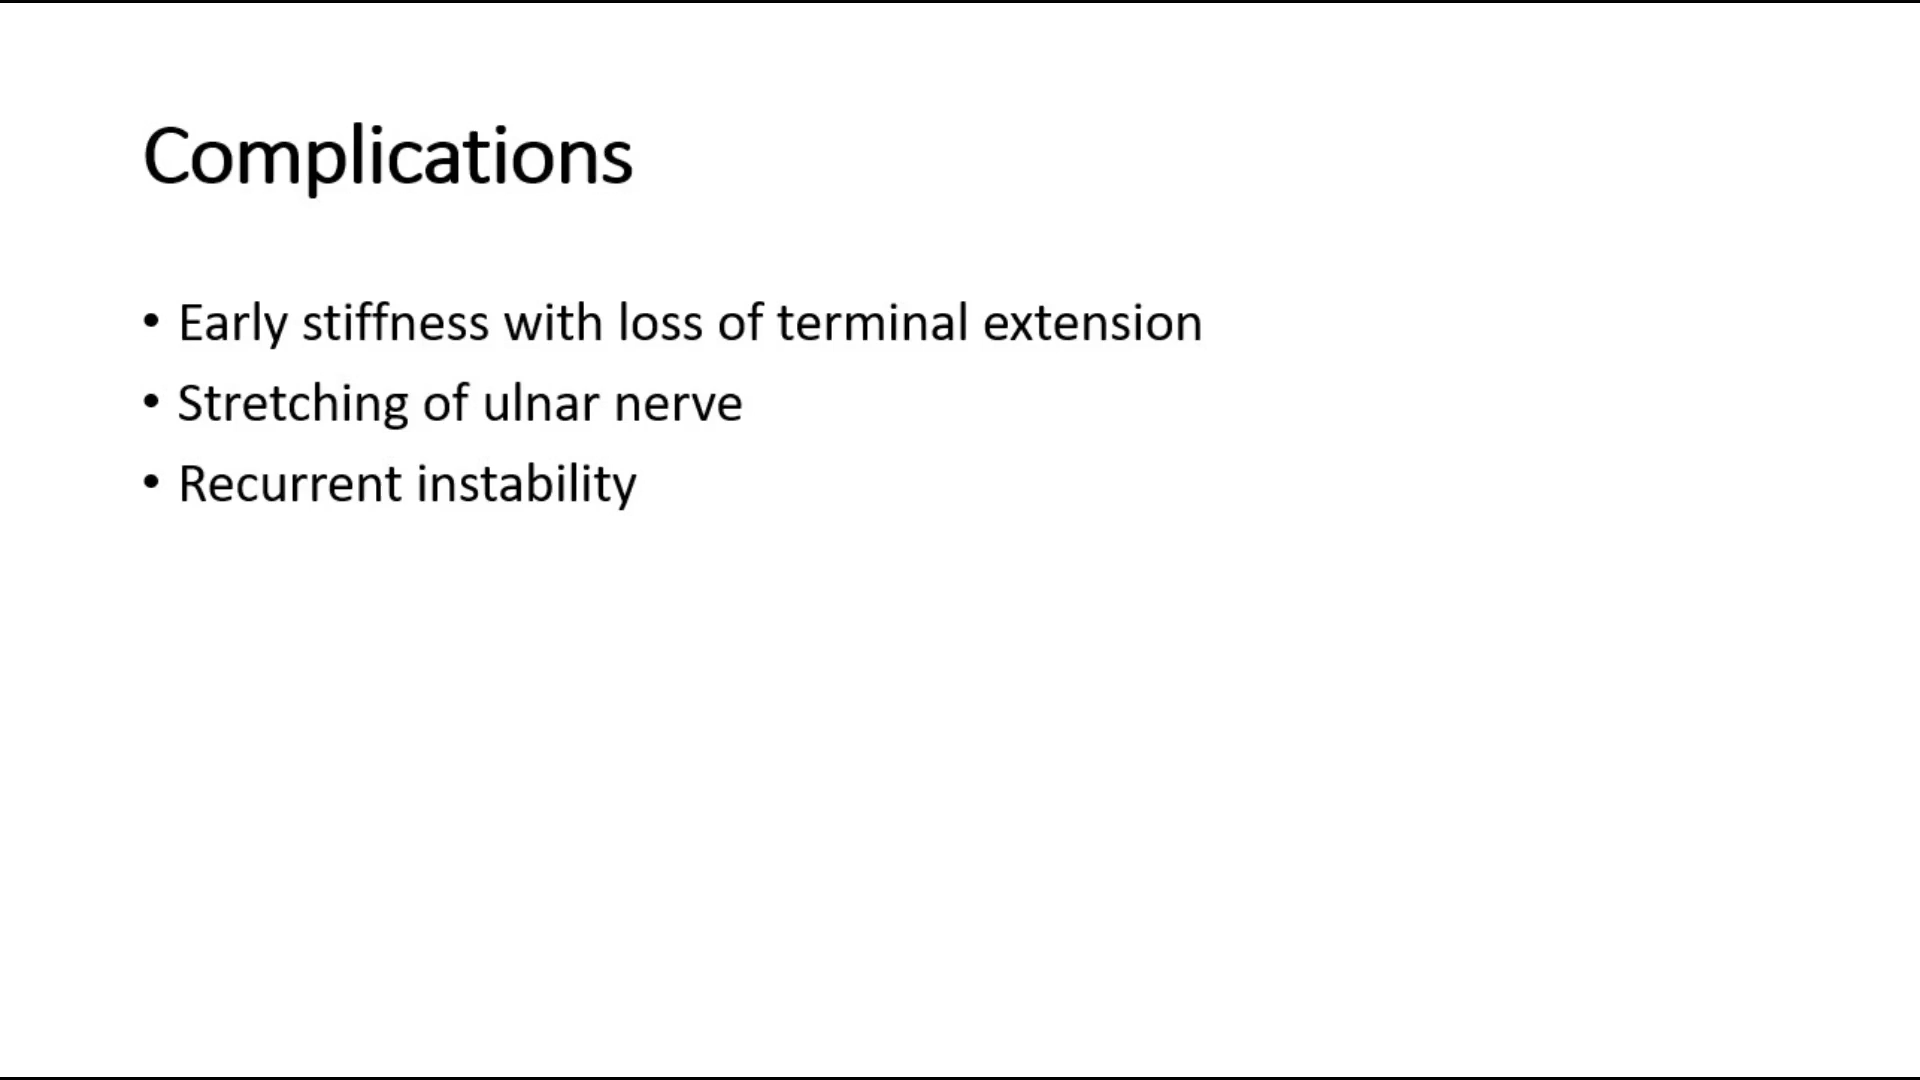 Complications
• Early stiffness with loss of terminal extension
• Stretching of ulnar nerve
• Recurrent instability